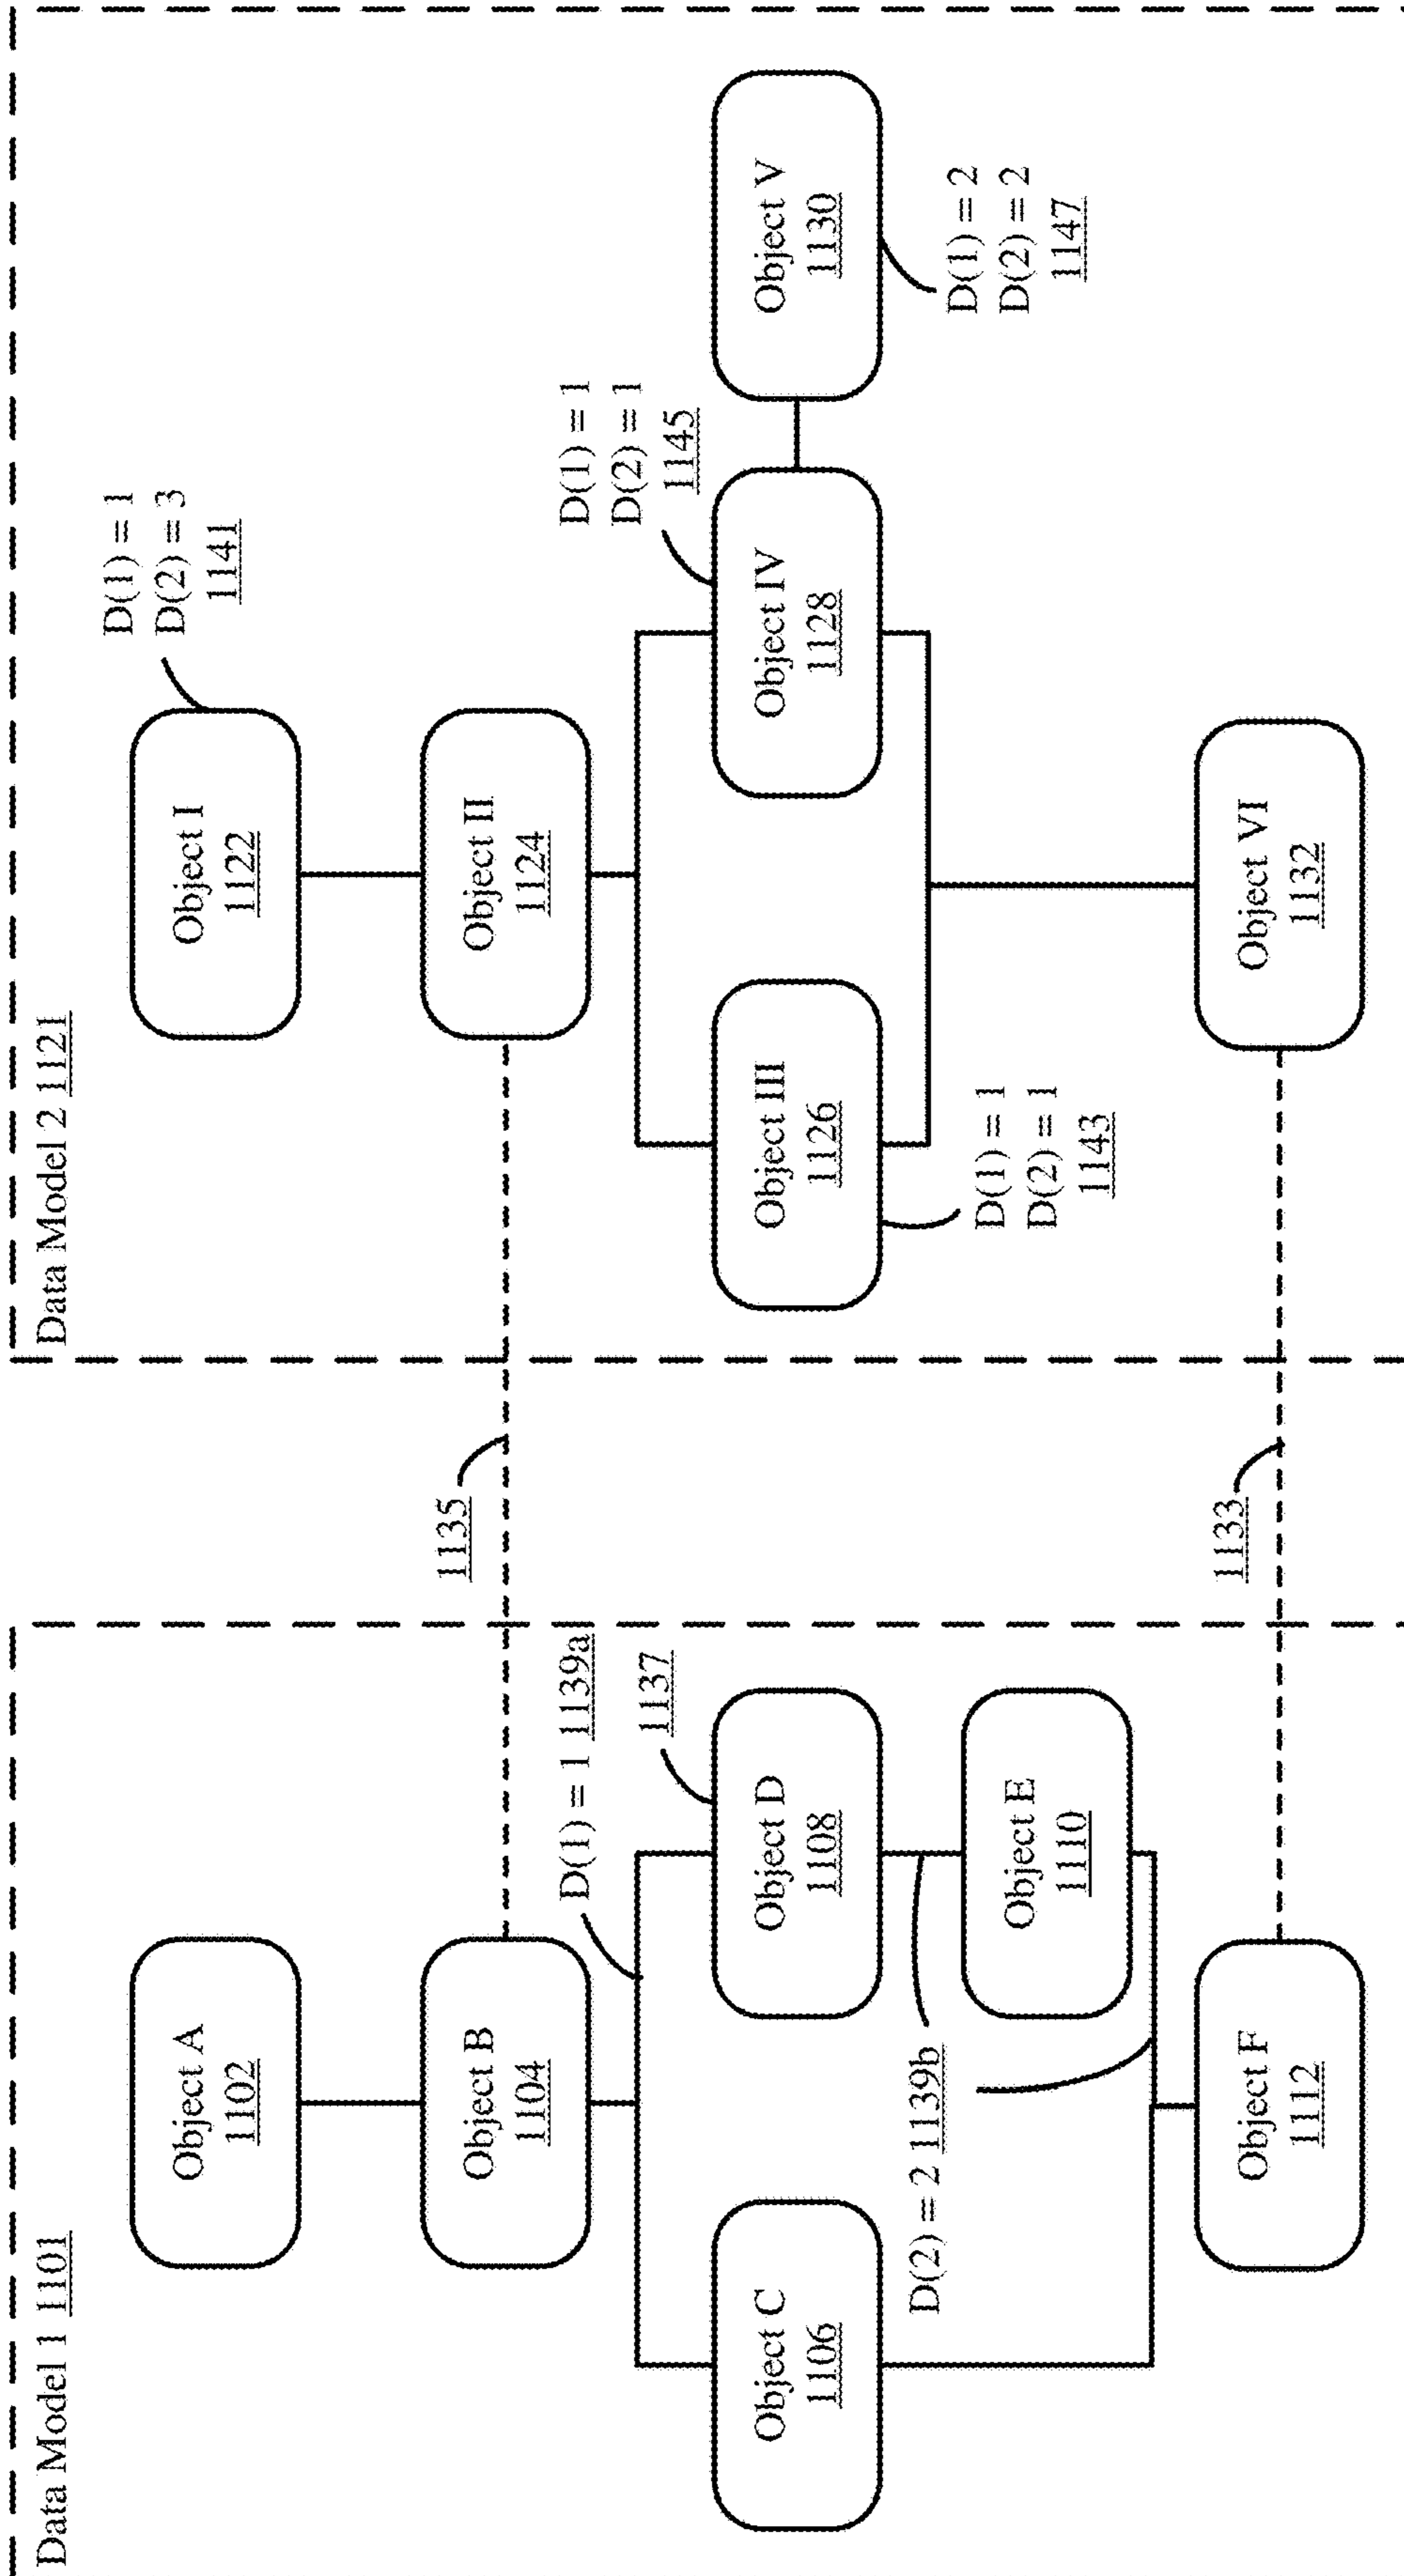 Data Model 1 1101
Object A
1102
Object B
1104
D(1) = 1 1139a
1137
Object C
1106
Object D
1108
D(2) = 2 1139b
Object E
1110
Object F
1112
1135
1133
Data Model 2 1121
D(1) = 1
D(2) = 3
1141
Object I
1122
Object II
1124
D(1) = 1
D(2) = 1
1145
Object III
1126
Object IV
1128
Object V
1130
D(1) = 1
D(2) = 1
1143
D(1) = 2
D(2) = 2
1147
Object VI
1132